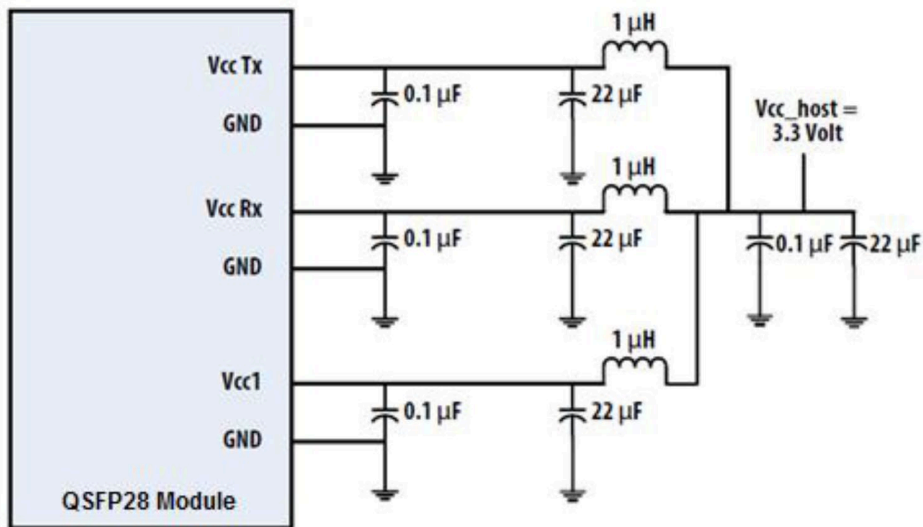 1 µH
Vcc Tx
0.1 µF
22 µF
GND
Vcc_host =
3.3 Volt
1 µH
Vcc Rx
0.1 µF
22 µF
0.1 µF
22 µF
GND
1 µH
Vcc1
0.1 µF
22 µF
GND
QSFP28 Module